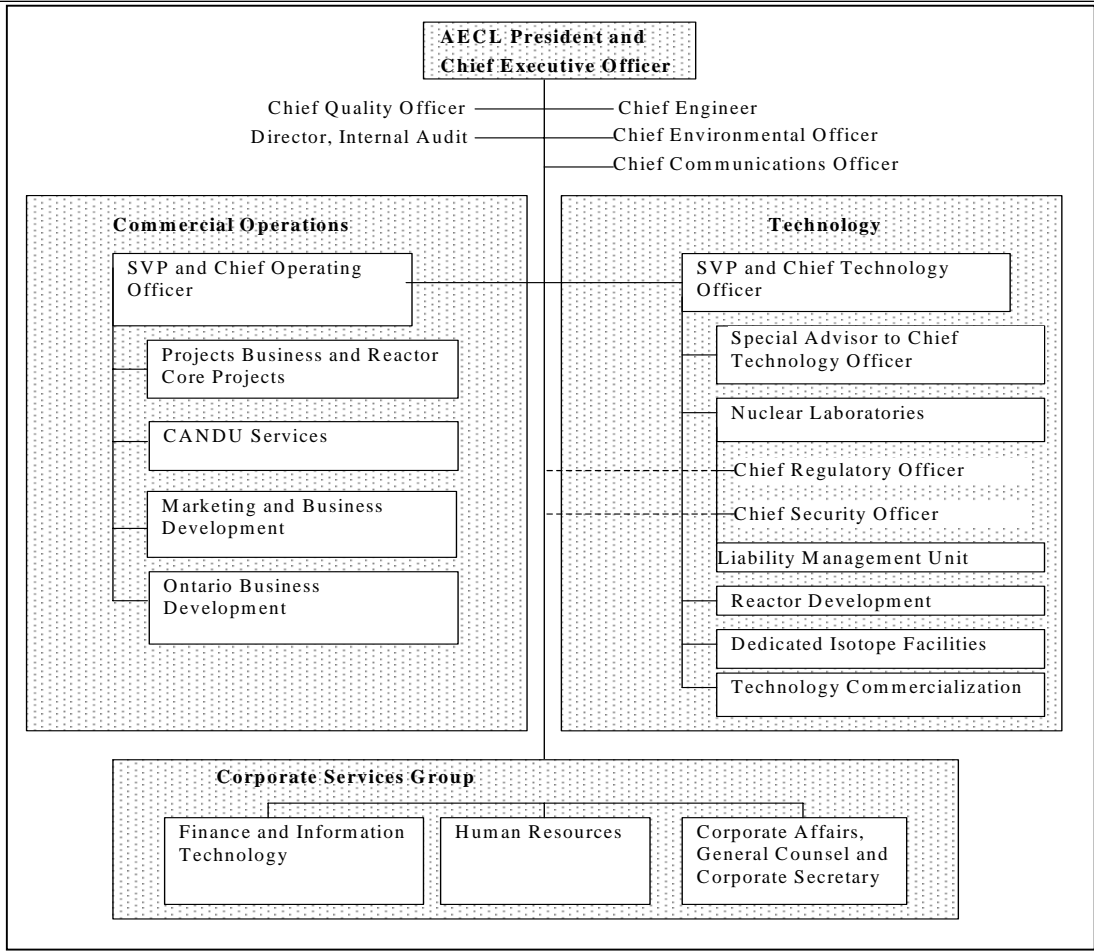 AECL President and
Chief Executive Officer
Chief Quality Officer
Chief Engineer
Director, Internal Audit
Chief Environmental Officer
Chief Communications Officer
Commercial Operations
SVP and Chief Operating
Officer
Projects Business and Reactor
Core Projects
CANDU Services
Marketing and Business
Development
Ontario Business
Development
Technology
SVP and Chief Technology
Officer
Special Advisor to Chief
Technology Officer
Nuclear Laboratories
Chief Regulatory Officer
Chief Security Officer
Liability Management Unit
Reactor Development
Dedicated Isotope Facilities
Technology Commercialization
Corporate Services Group
Finance and Information
Technology
Human Resources
Corporate Affairs,
General Counsel and
Corporate Secretary